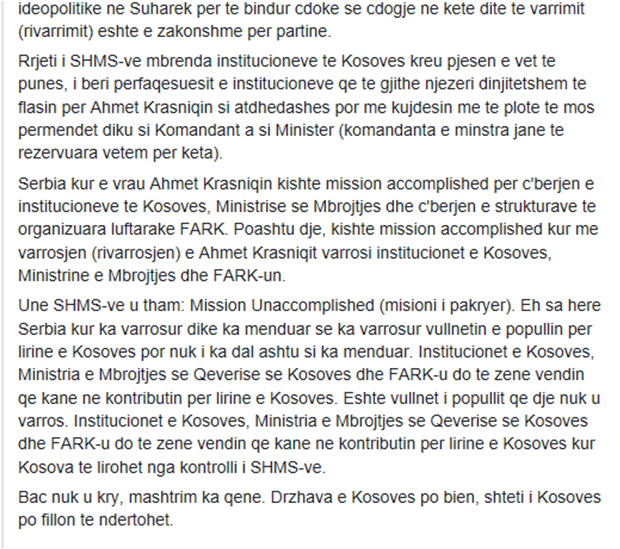 ideopolitike ne Suharek per te bindur cdoke se cdogje ne kete dite te varrimit
(rivarrimit) eshte e zakonshme per partine.
Rrjeti i SHMS-ve mbrenda institucioneve te Kosoves kreu pjesen e vet te
punes, i beri perfaqesuesit e institucioneve qe te gjithe njezeri dinjitetshem te
flasin per Ahmet Krasniqin si atdhedashes por me kujdesin me te plote te mos
permendet diku si Komandant a si Minister (komandanta e minstra jane te
rezervuara vetem per keta).
Serbia kur e vrau Ahmet Krasniqin kishte mission accomplished per c'berjen e
institucioneve te Kosoves, Ministrise se Mbrojtjes dhe c'berjen e strukturave te
organizuara luftarake FARK. Poashtu dje, kishte mission accomplished kur me
varrosjen (rivarrosjen) e Ahmet Krasniqit varrosi institucionet e Kosoves,
Ministrine e Mbrojtjes dhe FARK-un.
Une SHMS-ve u tham: Mission Unaccomplished (misioni i pakryer). Eh sa here
Serbia kur ka varrosur dike ka menduar se ka varrosur vullnetin e popullin per
lirine e Kosoves por nuk i ka dal ashtu si ka menduar. Institucionet e Kosoves,
Ministria e Mbrojtjes se Qeverise se Kosoves dhe FARK-u do te zene vendin
qe kane ne kontributin per lirine e Kosoves. Eshte vullnet i popullit qe dje nuk u
varros. Institucionet e Kosoves, Ministria e Mbrojtjes se Qeverise se Kosoves
dhe FARK-u do te zene vendin qe kane ne kontributin per lirine e Kosoves kur
Kosova te lirohet nga kontrolli i SHMS-ve.
Bac nuk u kry, mashtrim ka qene. Drzhava e Kosoves po bien, shteti i Kosoves
po fillon te ndertohet.